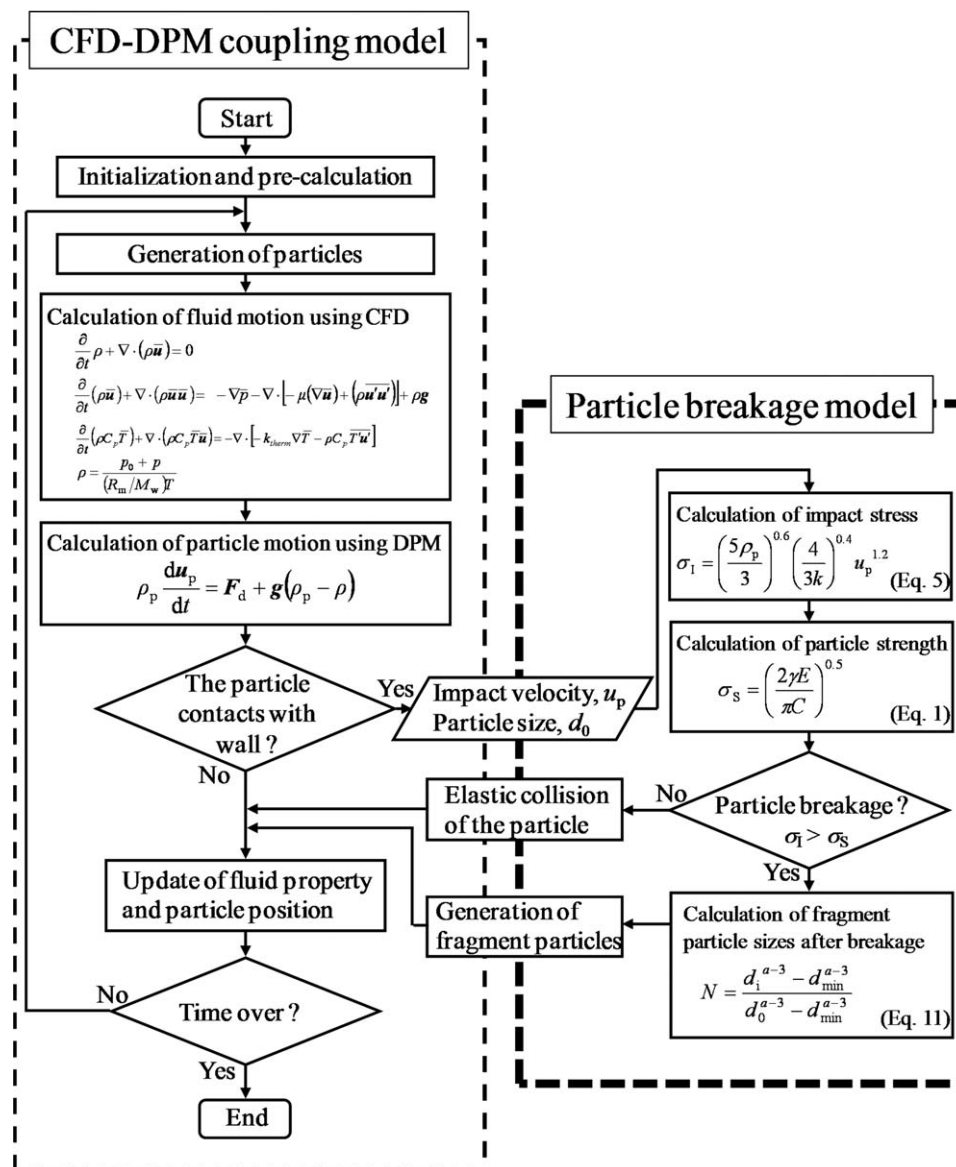 CFD-DPM coupling model
Start
Initialization and pre-calculation
Generation of particles
Calculation of fluid motion using CFD
∂/∂t ρ + ∇·(ρū) = 0
∂/∂t (ρū) + ∇·(ρūū) = −∇p̄ − ∇·[−μ(∇ū) + (ρu'u'‾)] + ρg
∂/∂t (ρC_p T̄) + ∇·(ρC_p T̄ū) = −∇·[−k_therm ∇T̄ − ρC_p T'u'‾]
ρ = (p₀ + p)/((R_m/M_w)T)
Calculation of particle motion using DPM
ρ_p du_p/dt = F_d + g(ρ_p − ρ)
The particle
contacts with
wall ?
Yes
No
Impact velocity, u_p
Particle size, d_0
Particle breakage model
Calculation of impact stress
σ_I = (5ρ_p/3)^0.6 (4/3k)^0.4 u_p^1.2
(Eq. 5)
Calculation of particle strength
σ_S = (2γE/πC)^0.5
(Eq. 1)
Particle breakage ?
σ_I > σ_S
No
Yes
Elastic collision
of the particle
Calculation of fragment
particle sizes after breakage
N = (d_i^{a−3} − d_min^{a−3})/(d_0^{a−3} − d_min^{a−3})
(Eq. 11)
Generation of
fragment particles
Update of fluid property
and particle position
Time over ?
No
Yes
End